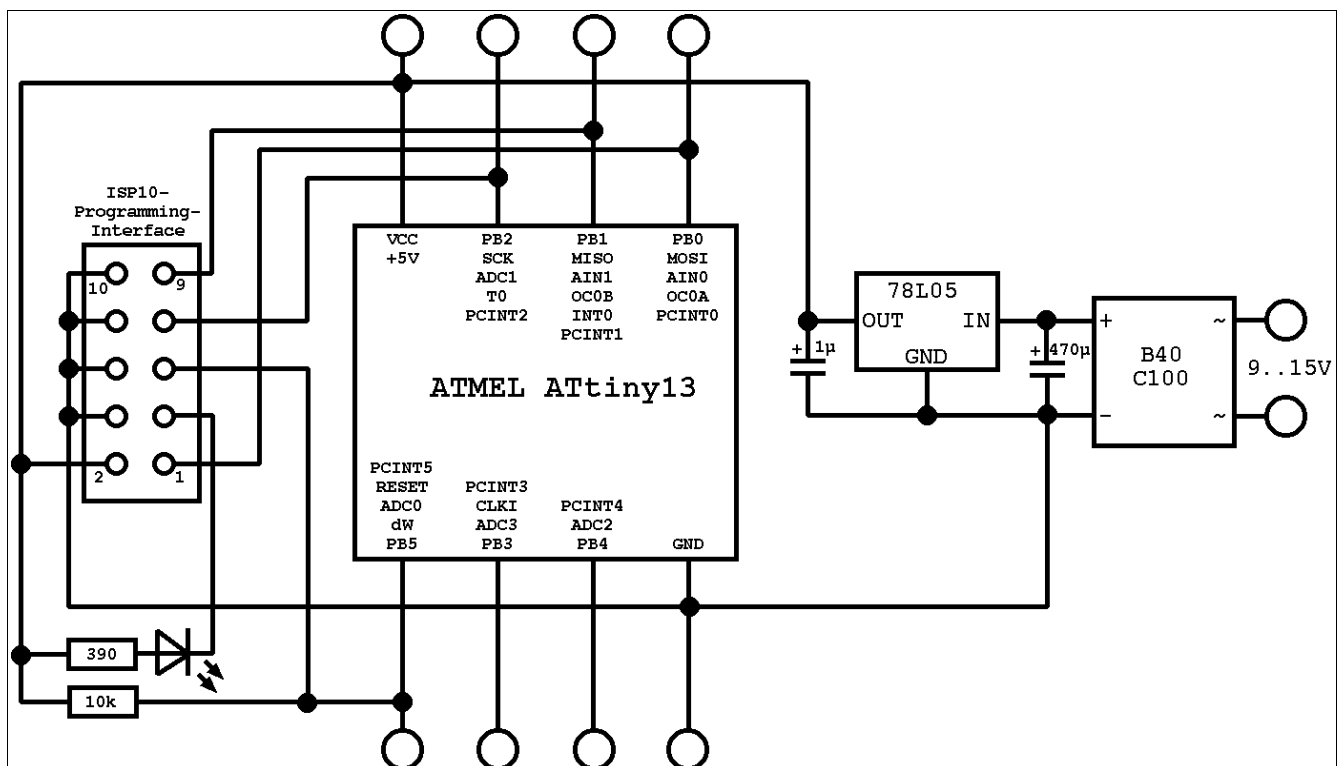 ISP10-
Programming-
Interface
10
9
2
1
VCC
+5V
PB2
SCK
ADC1
T0
PCINT2
PB1
MISO
AIN1
OC0B
INT0
PCINT1
PB0
MOSI
AIN0
OC0A
PCINT0
ATMEL ATtiny13
PCINT5
RESET
ADC0
dW
PB5
PCINT3
CLKI
ADC3
PB3
PCINT4
ADC2
PB4
GND
390
10k
78L05
OUT
IN
GND
+ 1µ
+ 470µ
+
-
~
~
B40
C100
9..15V